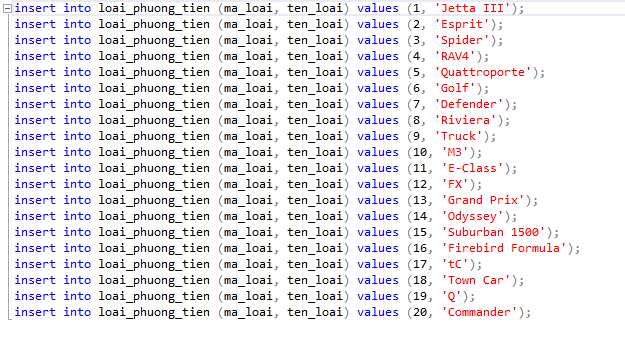 insert into loai_phuong_tien (ma_loai, ten_loai) values (1, 'Jetta III');
insert into loai_phuong_tien (ma_loai, ten_loai) values (2, 'Esprit');
insert into loai_phuong_tien (ma_loai, ten_loai) values (3, 'Spider');
insert into loai_phuong_tien (ma_loai, ten_loai) values (4, 'RAV4');
insert into loai_phuong_tien (ma_loai, ten_loai) values (5, 'Quattroporte');
insert into loai_phuong_tien (ma_loai, ten_loai) values (6, 'Golf');
insert into loai_phuong_tien (ma_loai, ten_loai) values (7, 'Defender');
insert into loai_phuong_tien (ma_loai, ten_loai) values (8, 'Riviera');
insert into loai_phuong_tien (ma_loai, ten_loai) values (9, 'Truck');
insert into loai_phuong_tien (ma_loai, ten_loai) values (10, 'M3');
insert into loai_phuong_tien (ma_loai, ten_loai) values (11, 'E-Class');
insert into loai_phuong_tien (ma_loai, ten_loai) values (12, 'FX');
insert into loai_phuong_tien (ma_loai, ten_loai) values (13, 'Grand Prix');
insert into loai_phuong_tien (ma_loai, ten_loai) values (14, 'Odyssey');
insert into loai_phuong_tien (ma_loai, ten_loai) values (15, 'Suburban 1500');
insert into loai_phuong_tien (ma_loai, ten_loai) values (16, 'Firebird Formula');
insert into loai_phuong_tien (ma_loai, ten_loai) values (17, 'tC');
insert into loai_phuong_tien (ma_loai, ten_loai) values (18, 'Town Car');
insert into loai_phuong_tien (ma_loai, ten_loai) values (19, 'Q');
insert into loai_phuong_tien (ma_loai, ten_loai) values (20, 'Commander');